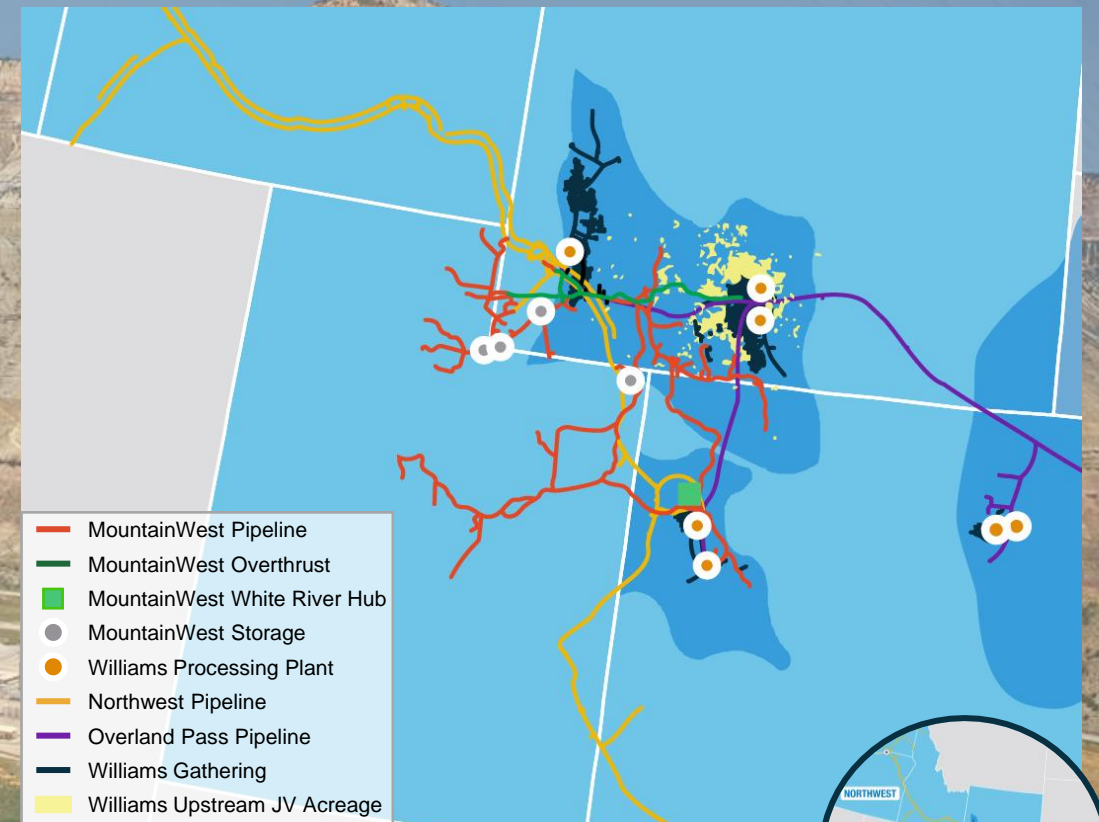 MountainWest Pipeline
MountainWest Overthrust
MountainWest White River Hub
MountainWest Storage
Williams Processing Plant
Northwest Pipeline
Overland Pass Pipeline
Williams Gathering
Williams Upstream JV Acreage
NORTHWEST